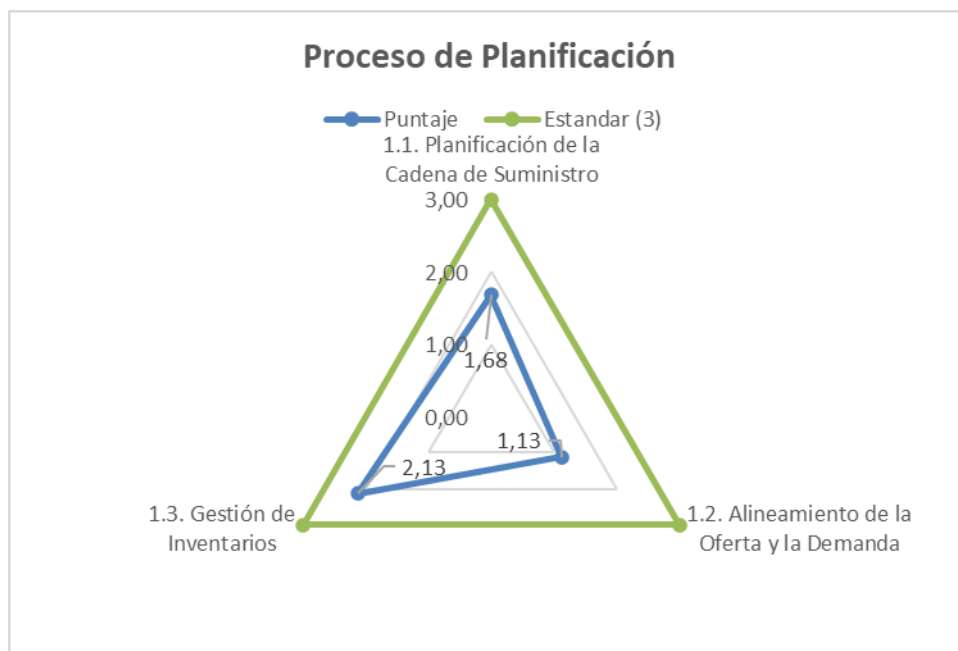 Proceso de Planificación
Puntaje
Estandar (3)
1.1. Planificación de la
Cadena de Suministro
3,00
2,00
1,00
1,68
0,00
1,13
2,13
1.3. Gestión de
Inventarios
1.2. Alineamiento de la
Oferta y la Demanda